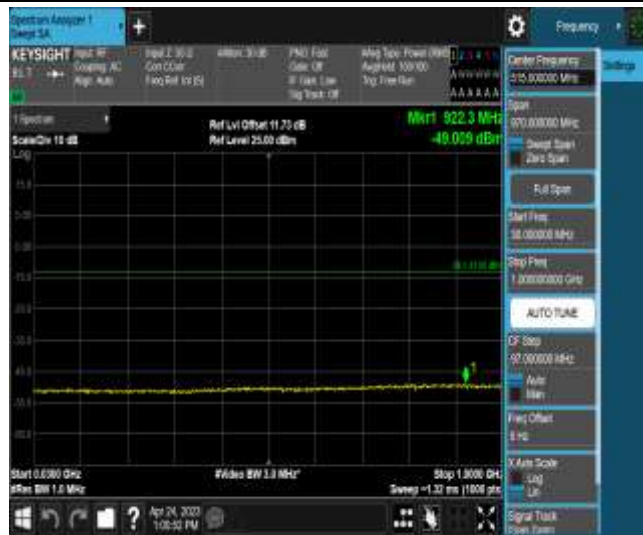 Spectrum Analyzer 1
Swept SA
+
Frequency
KEYSIGHT
Input: RF
Coupling: AC
Align: Auto
Input Z: 50 Ω
Corr CCorr
Freq Ref: Int (S)
Atten: 30 dB
PNO: Fast
Gate: Off
IF Gain: Low
Sig Track: Off
Avg Type: Power (RMS)
Avg|Hold: 100/100
Trig: Free Run
A A A A A A
1 Spectrum
Scale/Div 10 dB
Log
Ref Lvl Offset 11.73 dB
Ref Level 25.00 dBm
Mkr1 922.3 MHz
-49.009 dBm
15.0
5.00
1
Start 0.0300 GHz
#Res BW 1.0 MHz
#Video BW 3.0 MHz*
Stop 1.0000 GHz
Sweep ~1.32 ms (1000 pts)
Apr 24, 2023
1:00:52 PM
Center Frequency
515.000000 MHz
Settings
Span
970.000000 MHz
Swept Span
Zero Span
Full Span
Start Freq
30.000000 MHz
Stop Freq
1.000000000 GHz
AUTO TUNE
CF Step
97.000000 MHz
Auto
Man
Freq Offset
0 Hz
X Axis Scale
Log
Lin
Signal Track